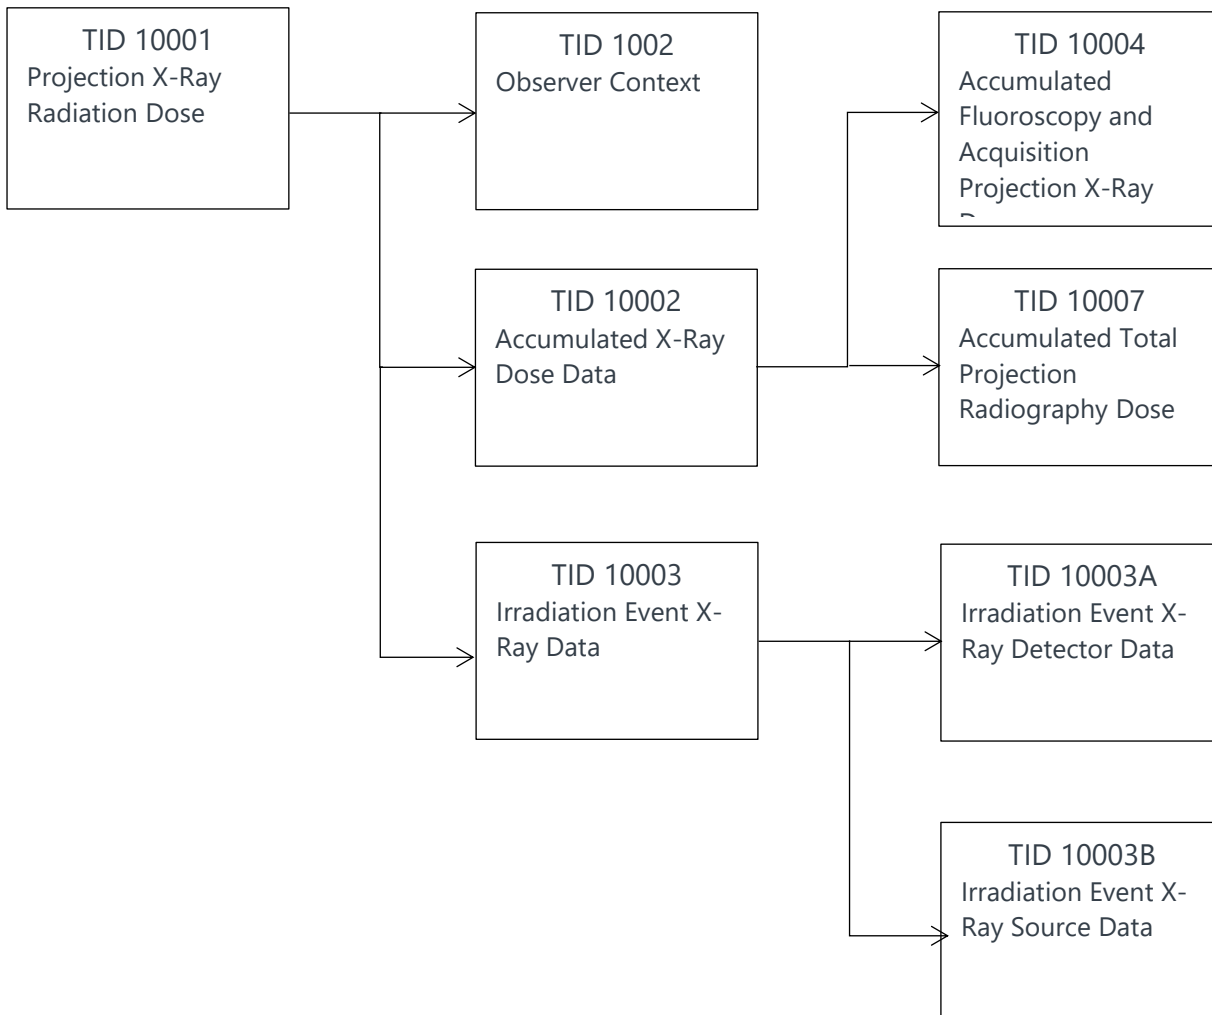 TID 10001
Projection X-Ray
Radiation Dose
TID 1002
Observer Context
TID 10004
Accumulated
Fluoroscopy and
Acquisition
Projection X-Ray
TID 10002
Accumulated X-Ray
Dose Data
TID 10007
Accumulated Total
Projection
Radiography Dose
TID 10003
Irradiation Event X-
Ray Data
TID 10003A
Irradiation Event X-
Ray Detector Data
TID 10003B
Irradiation Event X-
Ray Source Data